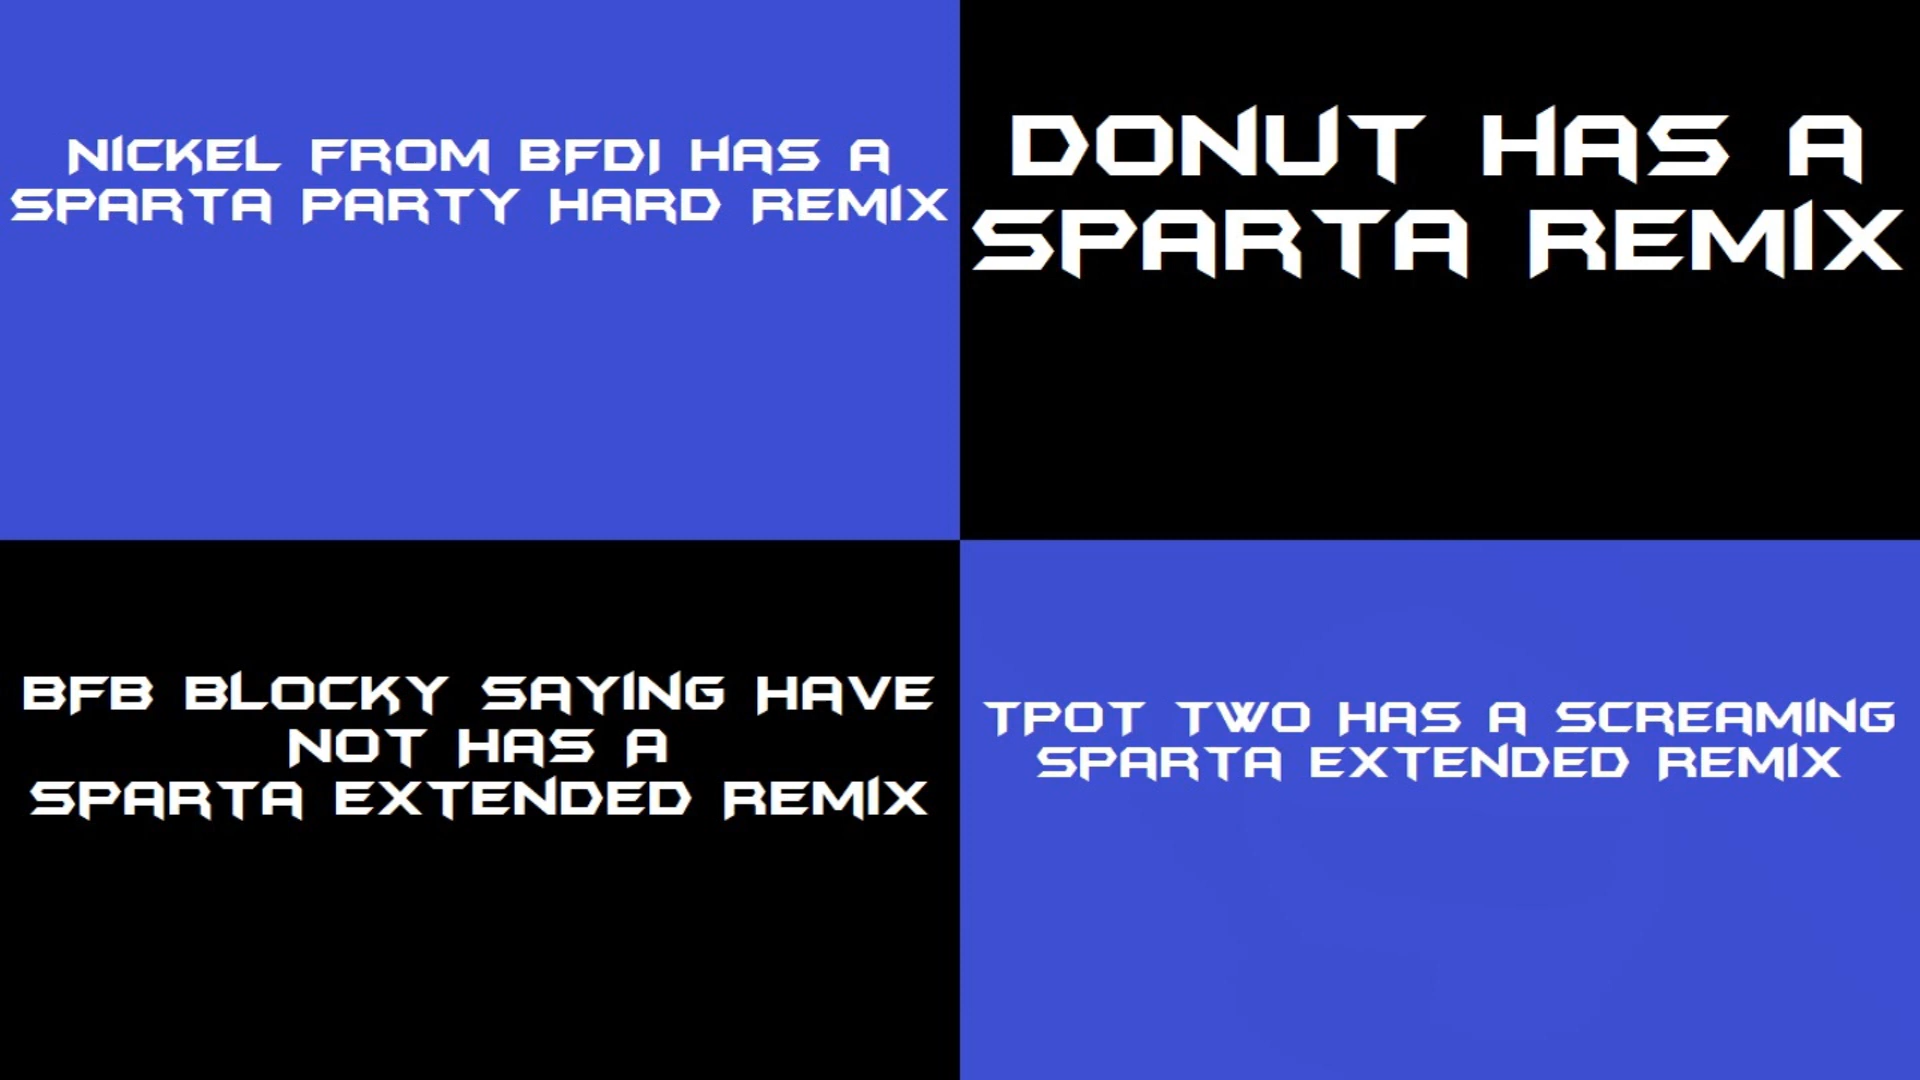 NICKEL FROM BFDI HAS A
SPARTA PARTY HARD REMIX
DONUT HAS A
SPARTA REMIX
BFB BLOCKY SAYING HAVE
NOT HAS A
SPARTA EXTENDED REMIX
TPOT TWO HAS A SCREAMING
SPARTA EXTENDED REMIX